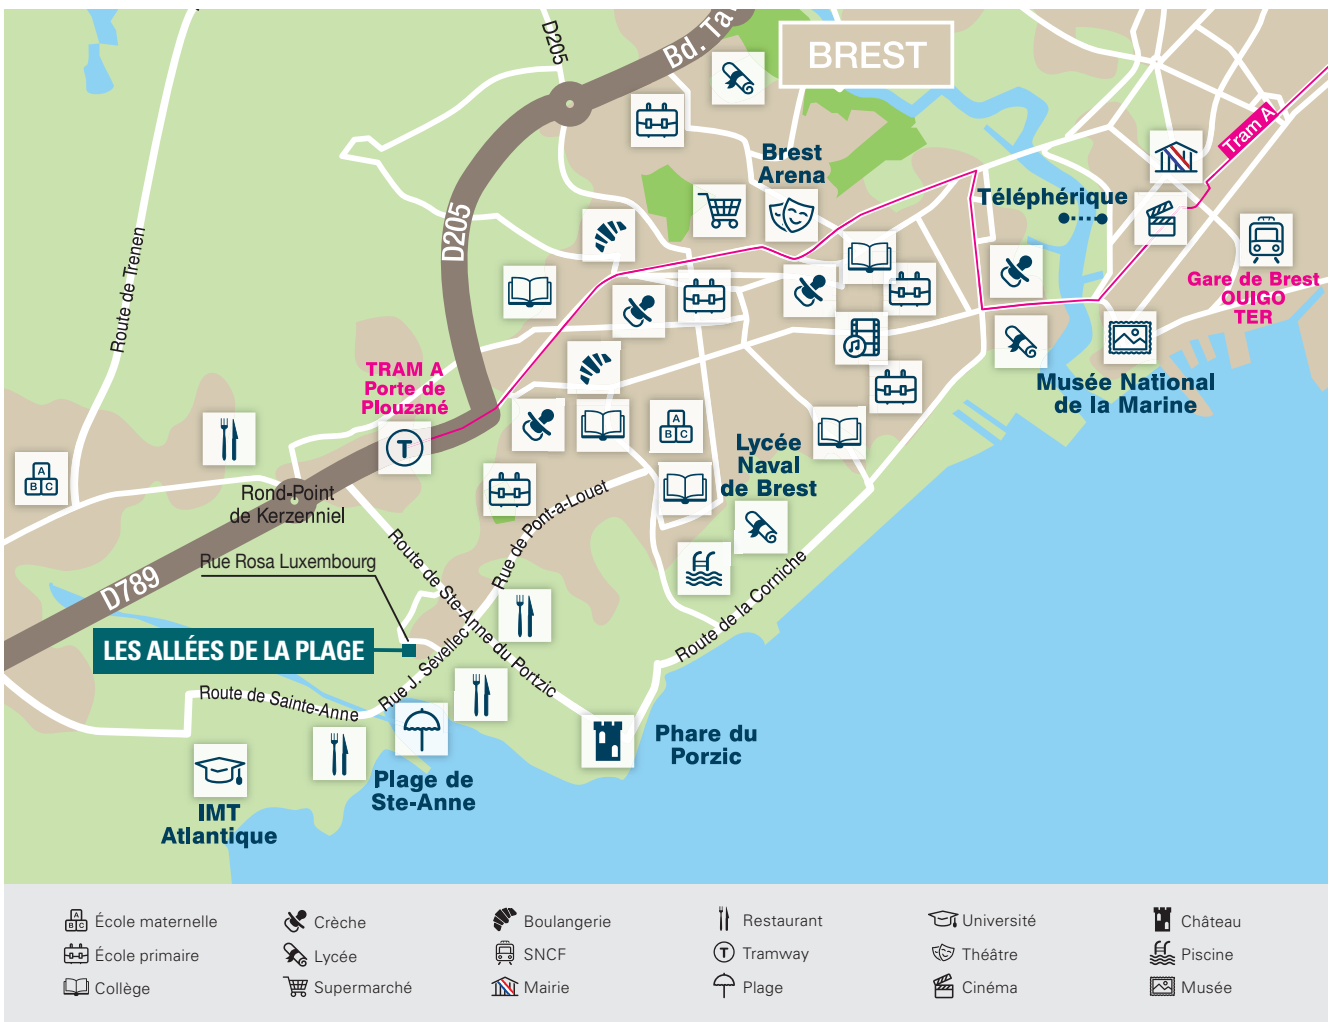 BREST
D205
Bd. Ta
Tram A
Brest
Arena
Téléphérique
Route de Trenen
D205
Gare de Brest
OUIGO
TER
TRAM A
Porte de
Plouzané
T
Musée National
de la Marine
A
B C
A
B C
Lycée
Naval
de Brest
Rond-Point
de Kerzenniel
Rue de Pont-a-Louet
Route de Ste-Anne du Portzic
Rue Rosa Luxembourg
D789
Route de la Corniche
LES ALLÉES DE LA PLAGE
Rue J. Sévellec
Route de Sainte-Anne
Phare du
Porzic
Plage de
Ste-Anne
IMT
Atlantique
A
B C
École maternelle
Crèche
Boulangerie
Restaurant
Université
Château
École primaire
Lycée
SNCF
T
Tramway
Théâtre
Piscine
Collège
Supermarché
Mairie
Plage
Cinéma
Musée